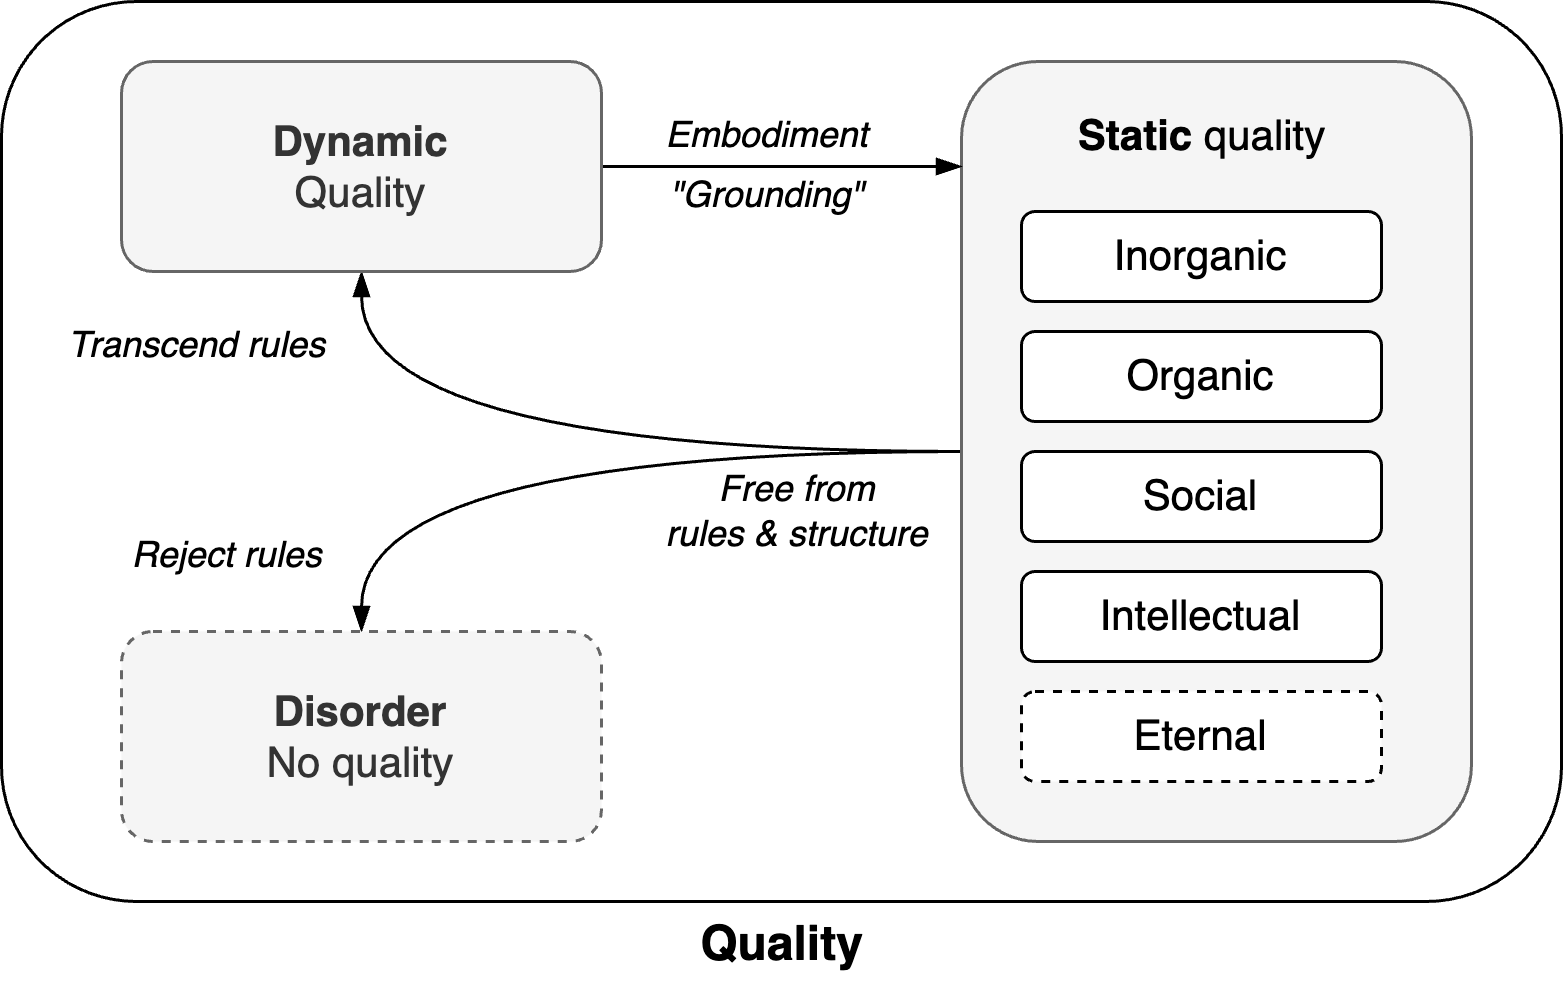 Dynamic
Quality
Embodiment
"Grounding"
Static quality
Inorganic
Organic
Social
Intellectual
Eternal
Transcend rules
Free from
rules & structure
Reject rules
Disorder
No quality
Quality